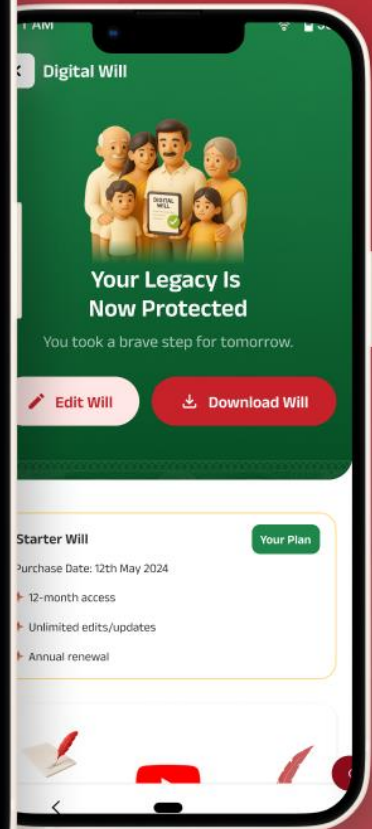 AM
Digital Will
DIGITAL
WILL
Your Legacy Is
Now Protected
You took a brave step for tomorrow.
Edit Will
Download Will
Starter Will
Your Plan
Purchase Date: 12th May 2024
12-month access
Unlimited edits/updates
Annual renewal